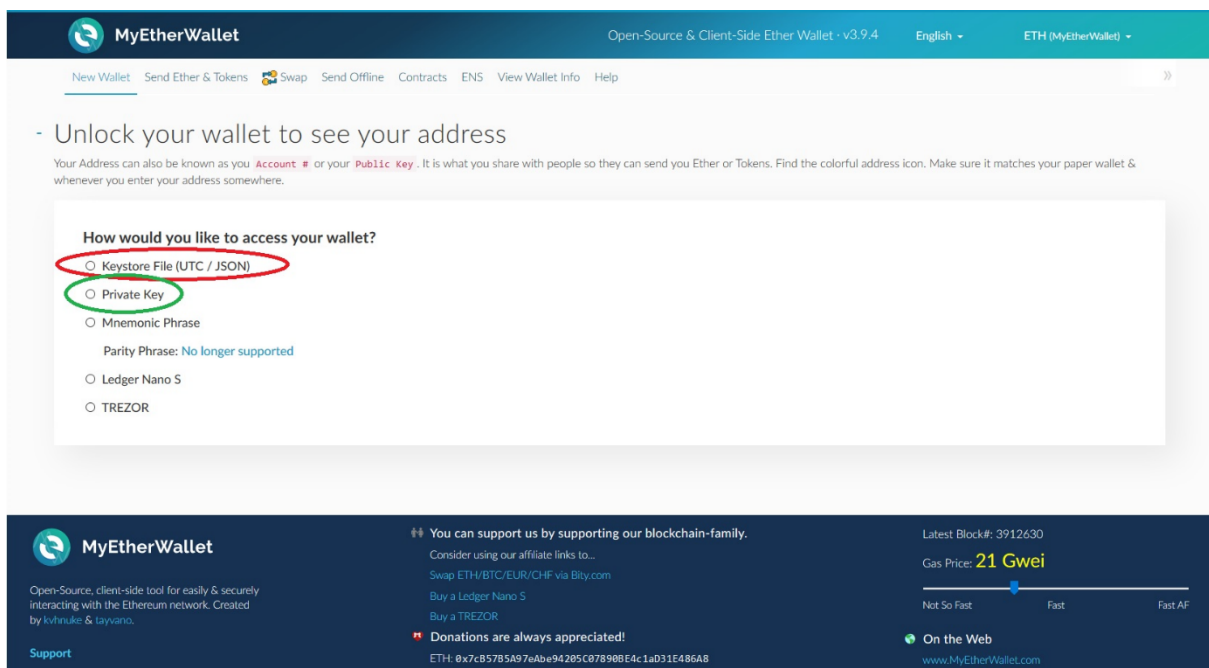 MyEtherWallet
Open-Source & Client-Side Ether Wallet · v3.9.4
English
ETH (MyEtherWallet)
New Wallet Send Ether & Tokens Swap Send Offline Contracts ENS View Wallet Info Help
- Unlock your wallet to see your address
Your Address can also be known as you Account # or your Public Key . It is what you share with people so they can send you Ether or Tokens. Find the colorful address icon. Make sure it matches your paper wallet &
whenever you enter your address somewhere.
How would you like to access your wallet?
Keystore File (UTC / JSON)
Private Key
Mnemonic Phrase
Parity Phrase: No longer supported
Ledger Nano S
TREZOR
MyEtherWallet
Open-Source, client-side tool for easily & securely
interacting with the Ethereum network. Created
by kvhnuke & tayvano.
Support
You can support us by supporting our blockchain-family.
Consider using our affiliate links to...
Swap ETH/BTC/EUR/CHF via Bity.com
Buy a Ledger Nano S
Buy a TREZOR
Donations are always appreciated!
ETH: 0x7cB57B5A97eAbe94205C07890BE4c1aD31E486A8
Latest Block#: 3912630
Gas Price: 21 Gwei
Not So Fast Fast Fast AF
On the Web
www.MyEtherWallet.com